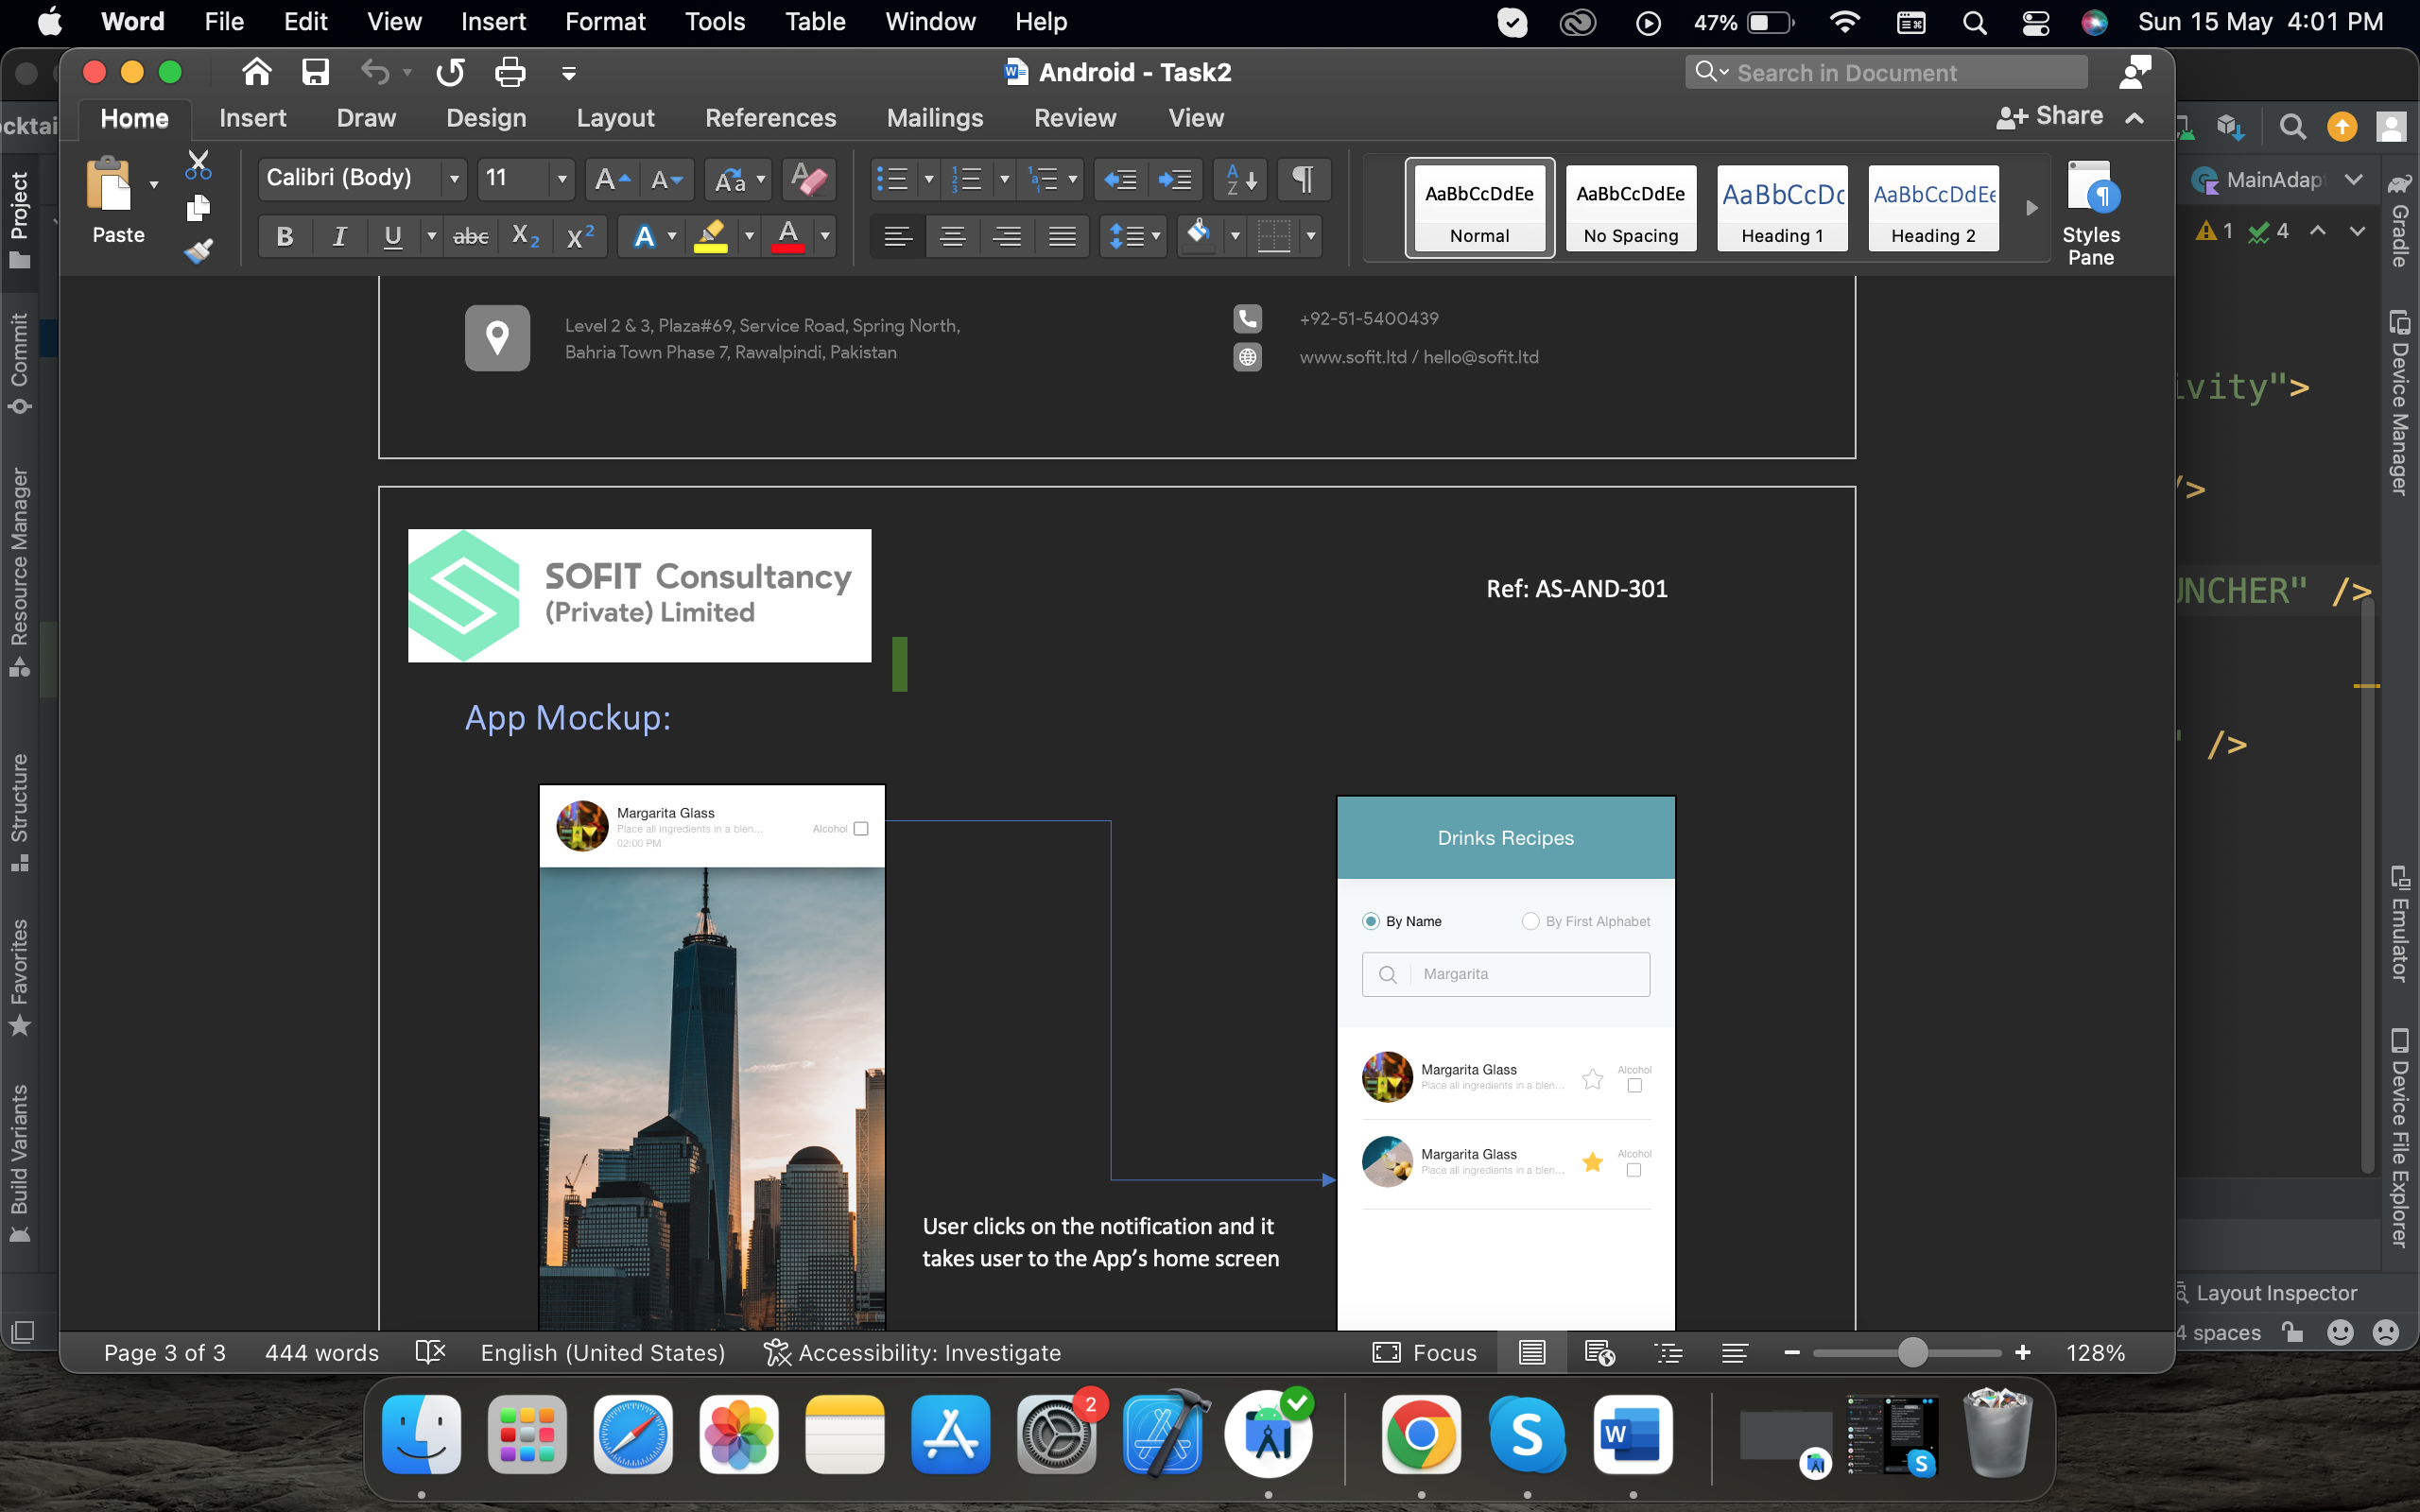 Word File Edit View Insert Format Tools Table Window Help 47% Sun 15 May 4:01 PM
Android - Task2
Search in Document
Home Insert Draw Design Layout References Mailings Review View Share
Paste
Calibri (Body) 11
AaBbCcDdEe AaBbCcDdEe AaBbCcDc AaBbCcDdEe
Normal No Spacing Heading 1 Heading 2
Styles
Pane
Level 2 & 3, Plaza#69, Service Road, Spring North,
Bahria Town Phase 7, Rawalpindi, Pakistan
+92-51-5400439
www.sofit.ltd / hello@sofit.ltd
SOFIT Consultancy
(Private) Limited
Ref: AS-AND-301
App Mockup:
Margarita Glass
Place all ingredients in a blen...
02:00 PM
Alcohol
User clicks on the notification and it
takes user to the App's home screen
Drinks Recipes
By Name By First Alphabet
Margarita
Margarita Glass
Place all ingredients in a blen...
Alcohol
Margarita Glass
Place all ingredients in a blen...
Alcohol
Page 3 of 3 444 words English (United States) Accessibility: Investigate Focus 128%
Project
Commit
Resource Manager
Structure
Favorites
Build Variants
MainAdap
1 4
ivity">
/>
UNCHER" />
" />
Gradle
Device Manager
Emulator
Device File Explorer
Layout Inspector
4 spaces
2